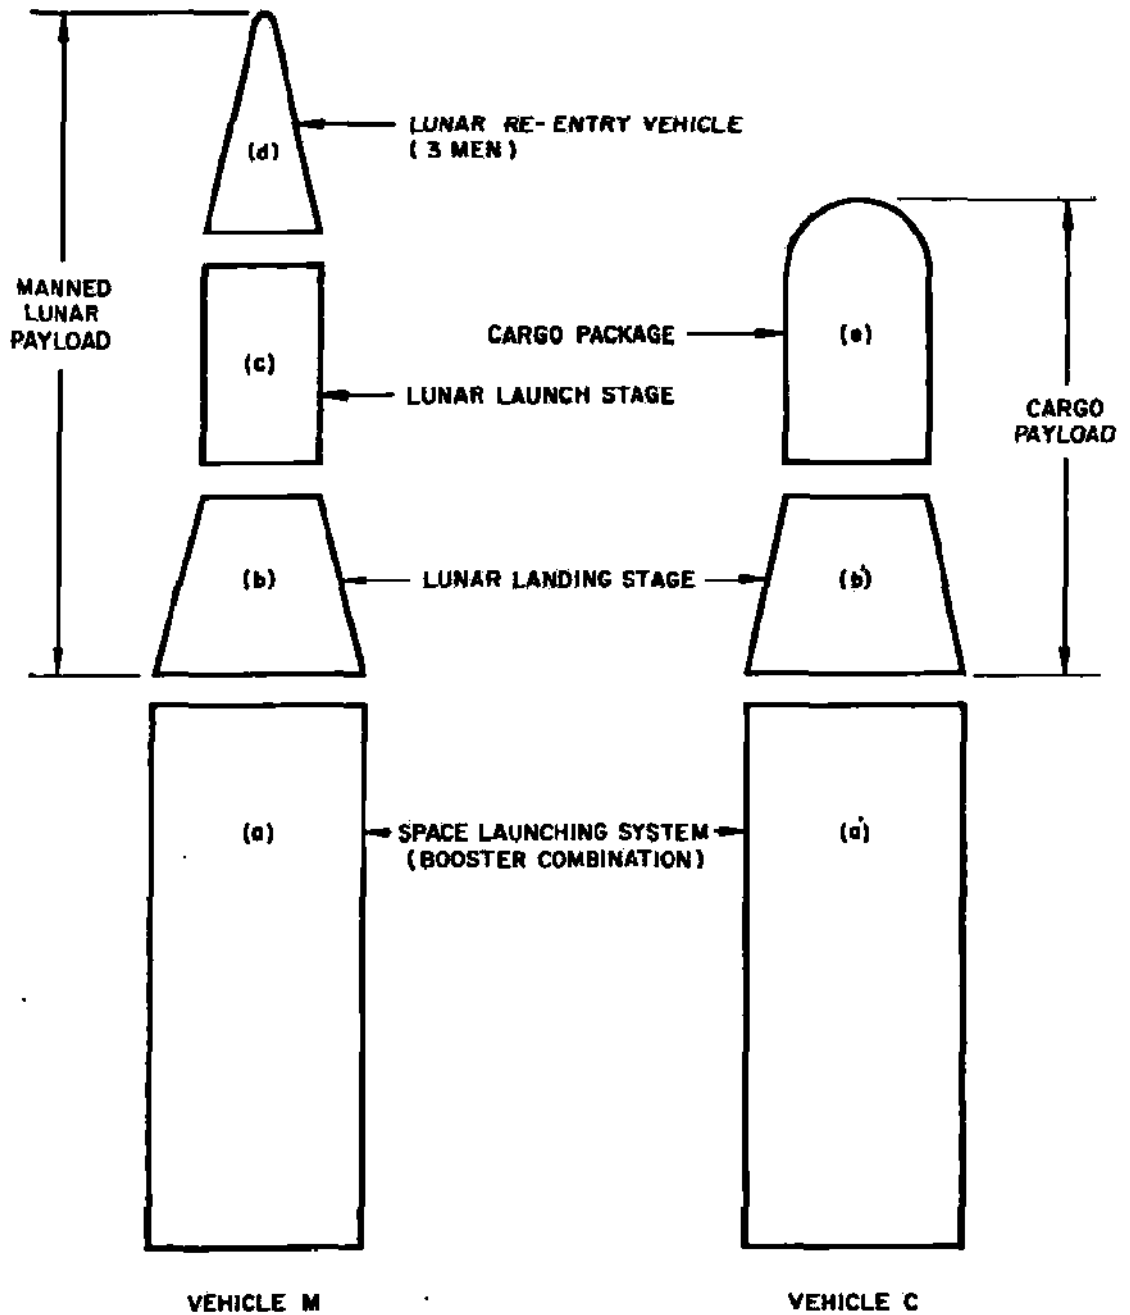 LUNAR RE-ENTRY VEHICLE
(3 MEN)
(d)
MANNED
LUNAR
PAYLOAD
CARGO PACKAGE
(e)
(c)
LUNAR LAUNCH STAGE
CARGO
PAYLOAD
(b)
LUNAR LANDING STAGE
(b')
(a)
SPACE LAUNCHING SYSTEM
(BOOSTER COMBINATION)
(a')
VEHICLE M
VEHICLE C